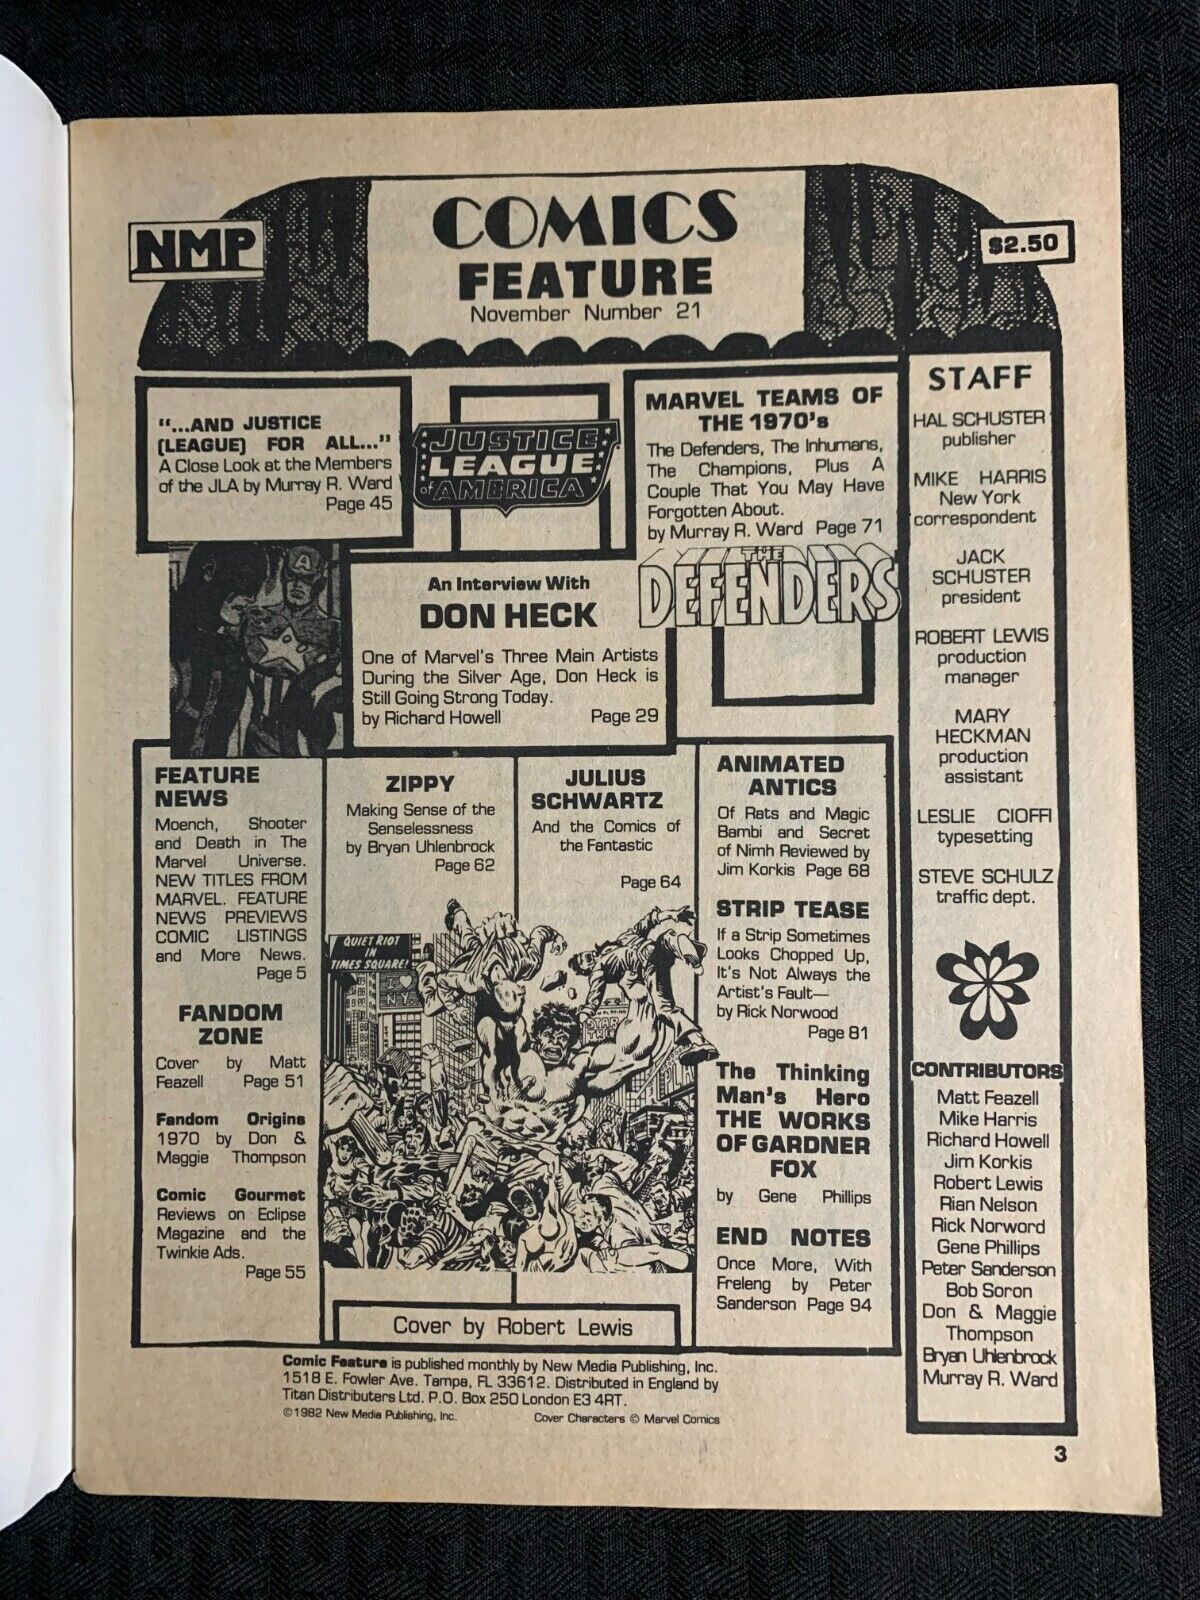 NMP
COMICS
FEATURE
November Number 21
$2.50
"...AND JUSTICE
(LEAGUE) FOR ALL..."
A Close Look at the Members
of the JLA by Murray R. Ward
Page 45
JUSTICE
LEAGUE
of AMERICA
MARVEL TEAMS OF
THE 1970's
The Defenders, The Inhumans,
The Champions, Plus A
Couple That You May Have
Forgotten About.
by Murray R. Ward Page 71
THE
DEFENDERS
An Interview With
DON HECK
One of Marvel's Three Main Artists
During the Silver Age, Don Heck is
Still Going Strong Today.
by Richard Howell Page 29
A
FEATURE
NEWS
Moench, Shooter
and Death in The
Marvel Universe.
NEW TITLES FROM
MARVEL. FEATURE
NEWS PREVIEWS
COMIC LISTINGS
and More News.
Page 5
FANDOM
ZONE
Cover by Matt
Feazell Page 51
Fandom Origins
1970 by Don &
Maggie Thompson
Comic Gourmet
Reviews on Eclipse
Magazine and the
Twinkie Ads.
Page 55
ZIPPY
Making Sense of the
Senselessness
by Bryan Uhlenbrock
Page 62
JULIUS
SCHWARTZ
And the Comics of
the Fantastic
Page 64
QUIET RIOT
IN
TIMES SQUARE!
I ♥
N.Y.
ANIMATED
ANTICS
Of Rats and Magic
Bambi and Secret
of Nimh Reviewed by
Jim Korkis Page 68
STRIP TEASE
If a Strip Sometimes
Looks Chopped Up,
It's Not Always the
Artist's Fault—
by Rick Norwood
Page 81
The Thinking
Man's Hero
THE WORKS
OF GARDNER
FOX
by Gene Phillips
END NOTES
Once More, With
Freleng by Peter
Sanderson Page 94
Cover by Robert Lewis
STAFF
HAL SCHUSTER
publisher
MIKE HARRIS
New York
correspondent
JACK
SCHUSTER
president
ROBERT LEWIS
production
manager
MARY
HECKMAN
production
assistant
LESLIE CIOFFI
typesetting
STEVE SCHULZ
traffic dept.
CONTRIBUTORS
Matt Feazell
Mike Harris
Richard Howell
Jim Korkis
Robert Lewis
Rian Nelson
Rick Norword
Gene Phillips
Peter Sanderson
Bob Soron
Don & Maggie
Thompson
Bryan Uhlenbrock
Murray R. Ward
Comic Feature is published monthly by New Media Publishing, Inc.
1518 E. Fowler Ave. Tampa, FL 33612. Distributed in England by
Titan Distributers Ltd. P.O. Box 250 London E3 4RT.
©1982 New Media Publishing, Inc. Cover Characters © Marvel Comics
3